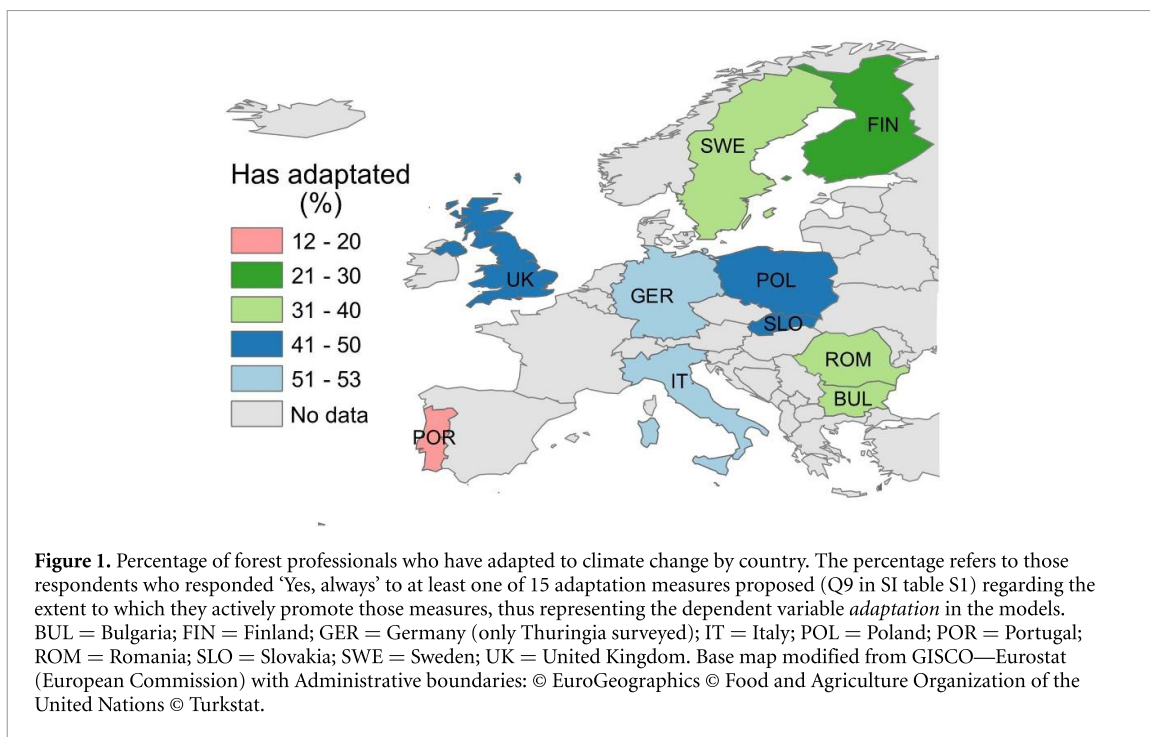 FIN
SWE
Has adaptated
(%)
12 - 20
21 - 30
31 - 40
41 - 50
51 - 53
No data
UK
GER
POL
SLO
ROM
IT
BUL
POR
Figure 1. Percentage of forest professionals who have adapted to climate change by country. The percentage refers to those
respondents who responded ‘Yes, always’ to at least one of 15 adaptation measures proposed (Q9 in SI table S1) regarding the
extent to which they actively promote those measures, thus representing the dependent variable adaptation in the models.
BUL = Bulgaria; FIN = Finland; GER = Germany (only Thuringia surveyed); IT = Italy; POL = Poland; POR = Portugal;
ROM = Romania; SLO = Slovakia; SWE = Sweden; UK = United Kingdom. Base map modified from GISCO—Eurostat
(European Commission) with Administrative boundaries: © EuroGeographics © Food and Agriculture Organization of the
United Nations © Turkstat.